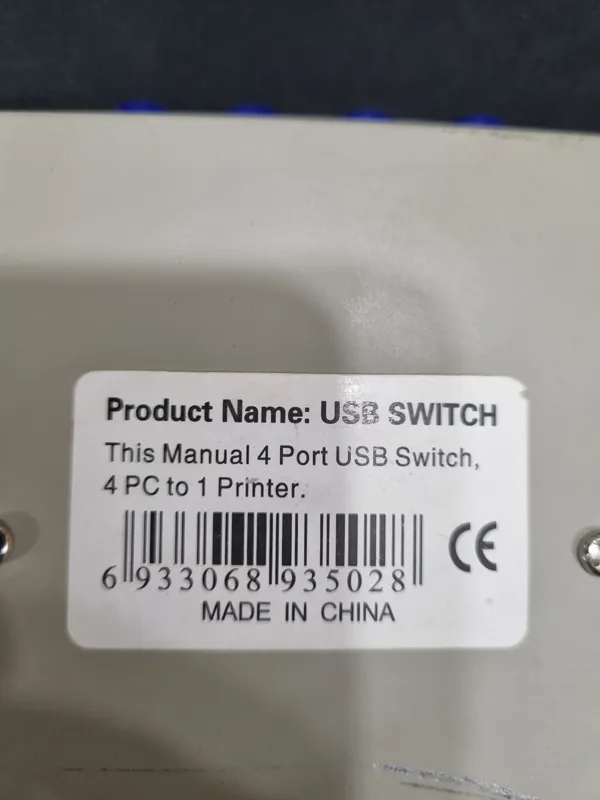 Product Name: USB SWITCH
This Manual 4 Port USB Switch,
4 PC to 1 Printer.
CE
6 933068 935028
MADE IN CHINA